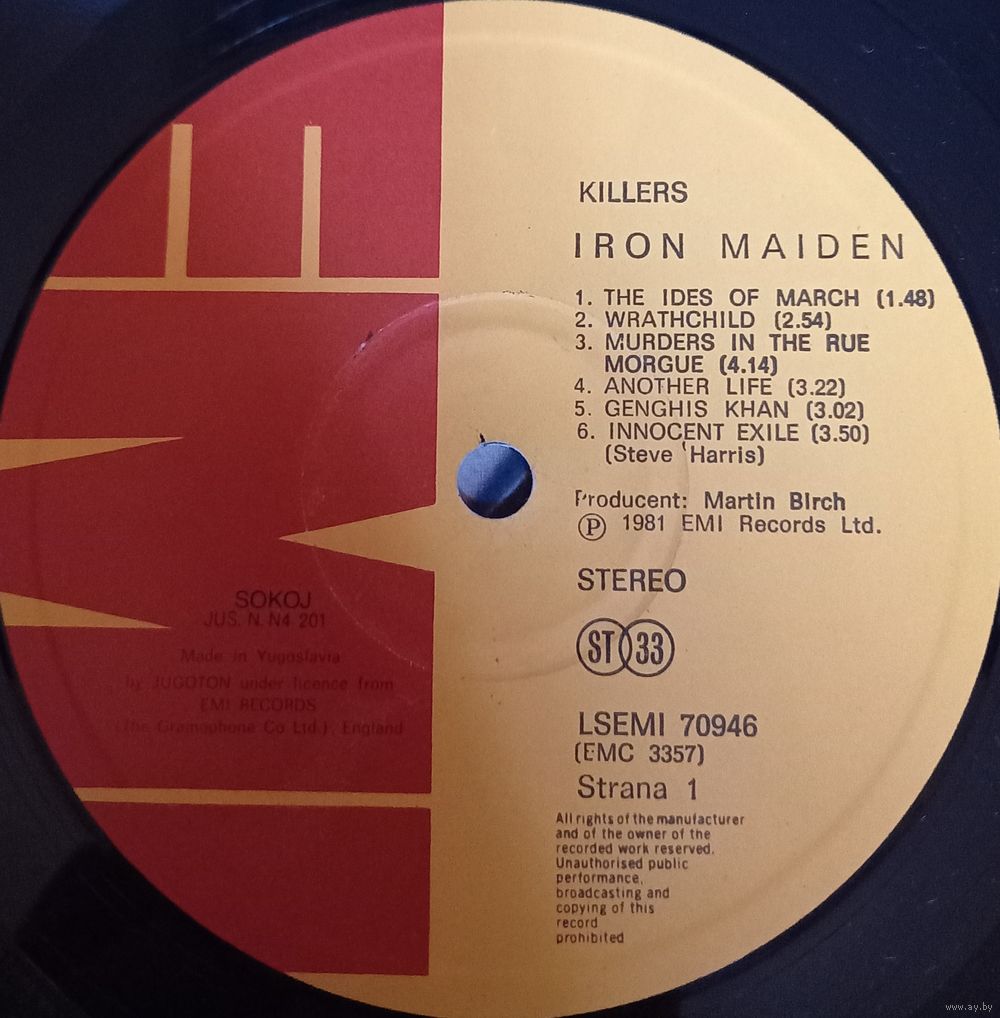 KILLERS
IRON MAIDEN
1. THE IDES OF MARCH (1.48)
2. WRATHCHILD (2.54)
3. MURDERS IN THE RUE
MORGUE (4.14)
4. ANOTHER LIFE (3.22)
5. GENGHIS KHAN (3.02)
6. INNOCENT EXILE (3.50)
(Steve Harris)
Producent: Martin Birch
Ⓟ 1981 EMI Records Ltd.
STEREO
ST 33
LSEMI 70946
(EMC 3357)
Strana 1
All rights of the manufacturer
and of the owner of the
recorded work reserved.
Unauthorised public
performance,
broadcasting and
copying of this
record
prohibited
SOKOJ
JUS. N. N4 201
Made in Yugoslavia
by JUGOTON under licence from
EMI RECORDS
(The Gramophone Co Ltd.), England
www.ay.by